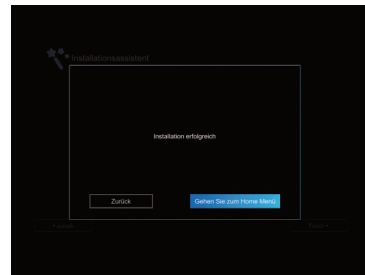 Installationsassistent
Installation erfolgreich
Zurück
Gehen Sie zum Home Menü